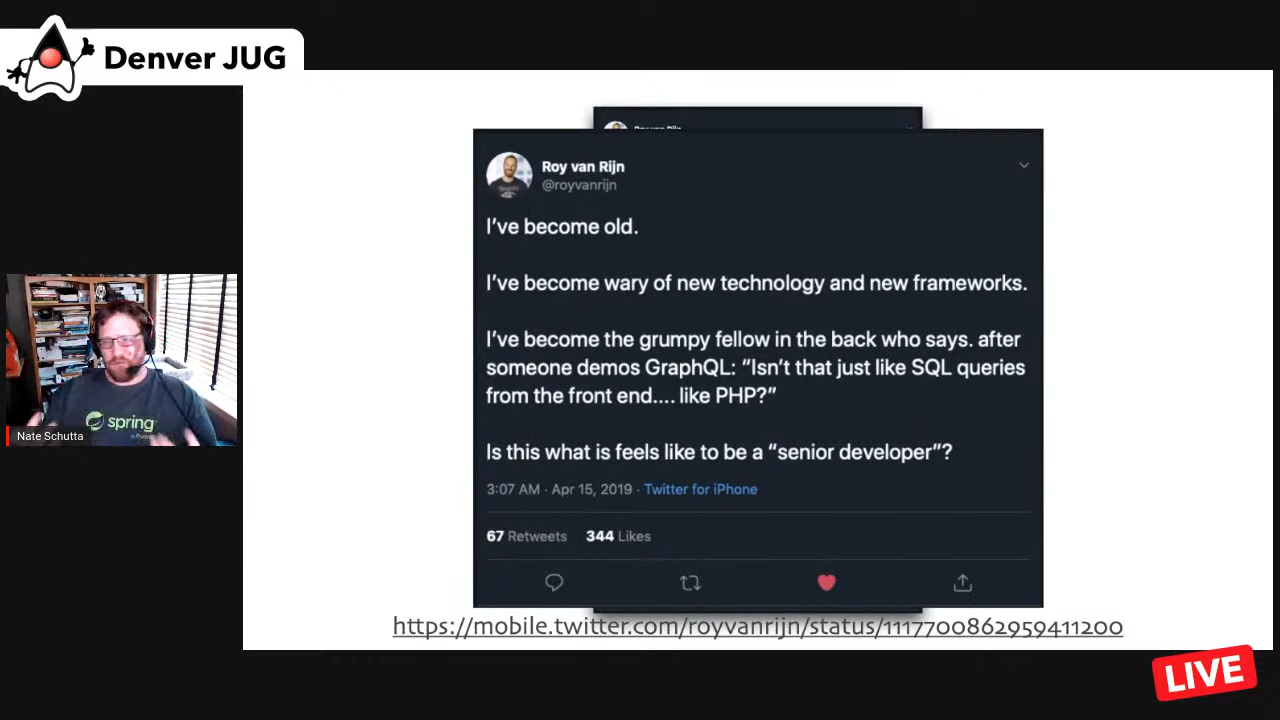 Denver JUG
Roy van Rijn
Roy van Rijn
@royvanrijn
I've become old.
I've become wary of new technology and new frameworks.
I've become the grumpy fellow in the back who says. after
someone demos GraphQL: “Isn't that just like SQL queries
from the front end.... like PHP?”
Is this what is feels like to be a “senior developer”?
3:07 AM · Apr 15, 2019 · Twitter for iPhone
67 Retweets 344 Likes
https://mobile.twitter.com/royvanrijn/status/1117700862959411200
spring
Nate Schutta
LIVE